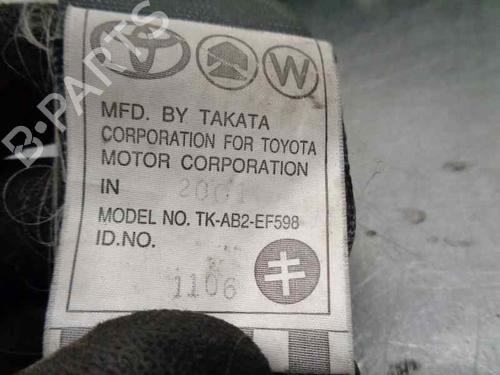 B-PARTS
W
MFD. BY TAKATA
CORPORATION FOR TOYOTA
MOTOR CORPORATION
IN 2001
MODEL NO. TK-AB2-EF598
ID.NO.
1106